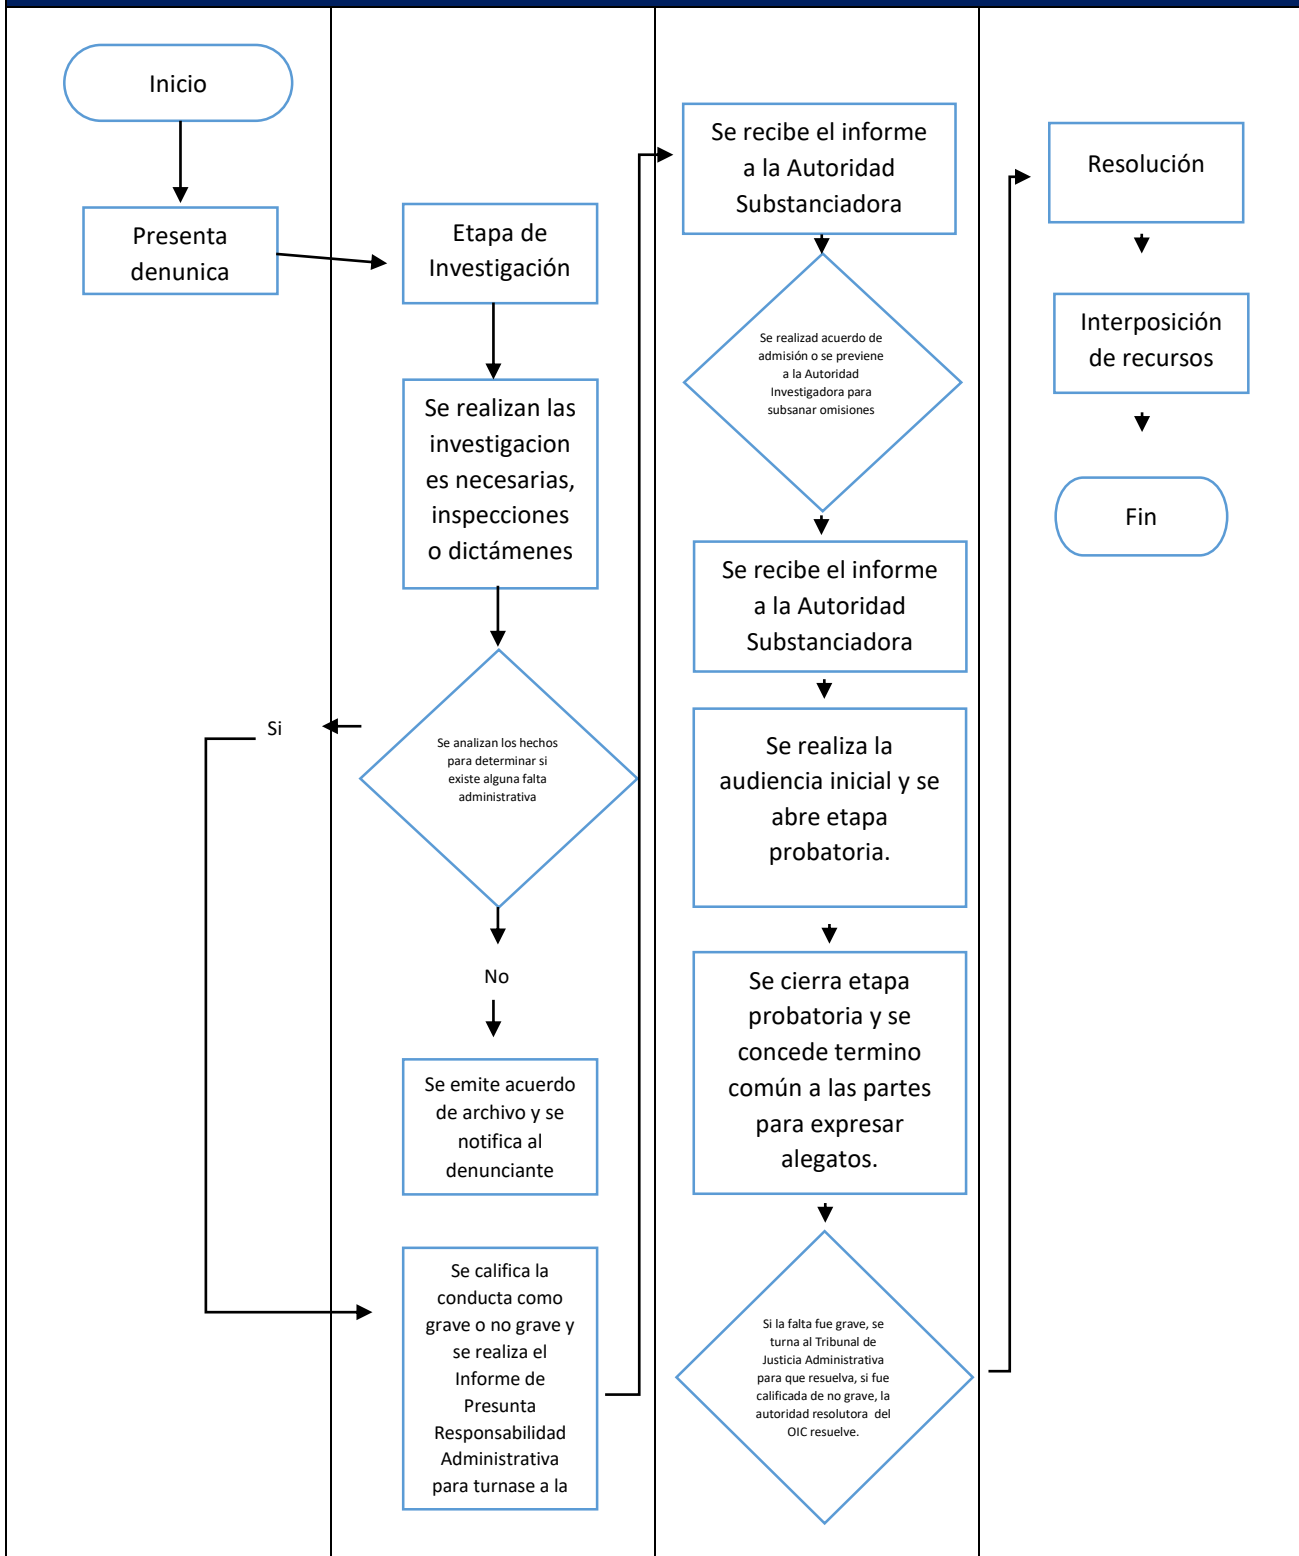 Inicio
Presenta
denunica
Etapa de
Investigación
Se realizan las
investigacion
es necesarias,
inspecciones
o dictámenes
Se analizan los hechos
para determinar si
existe alguna falta
administrativa
Si
No
Se emite acuerdo
de archivo y se
notifica al
denunciante
Se califica la
conducta como
grave o no grave y
se realiza el
Informe de
Presunta
Responsabilidad
Administrativa
para turnase a la
Se recibe el informe
a la Autoridad
Substanciadora
Se realizad acuerdo de
admisión o se previene
a la Autoridad
Investigadora para
subsanar omisiones
Se recibe el informe
a la Autoridad
Substanciadora
Se realiza la
audiencia inicial y se
abre etapa
probatoria.
Se cierra etapa
probatoria y se
concede termino
común a las partes
para expresar
alegatos.
Si la falta fue grave, se
turna al Tribunal de
Justicia Administrativa
para que resuelva, si fue
calificada de no grave, la
autoridad resolutora  del
OIC resuelve.
Resolución
Interposición
de recursos
Fin